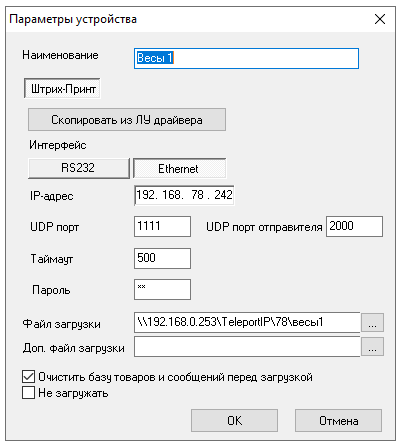 Параметры устройства
Наименование Весы 1
Штрих-Принт
Скопировать из ЛУ драйвера
Интерфейс
RS232 Ethernet
IP-адрес 192. 168. 78 . 242
UDP порт 1111 UDP порт отправителя 2000
Таймаут 500
Пароль **
Файл загрузки \\192.168.0.253\TeleportIP\78\весы1 ...
Доп. файл загрузки ...
Очистить базу товаров и сообщений перед загрузкой
Не загружать
OK Отмена